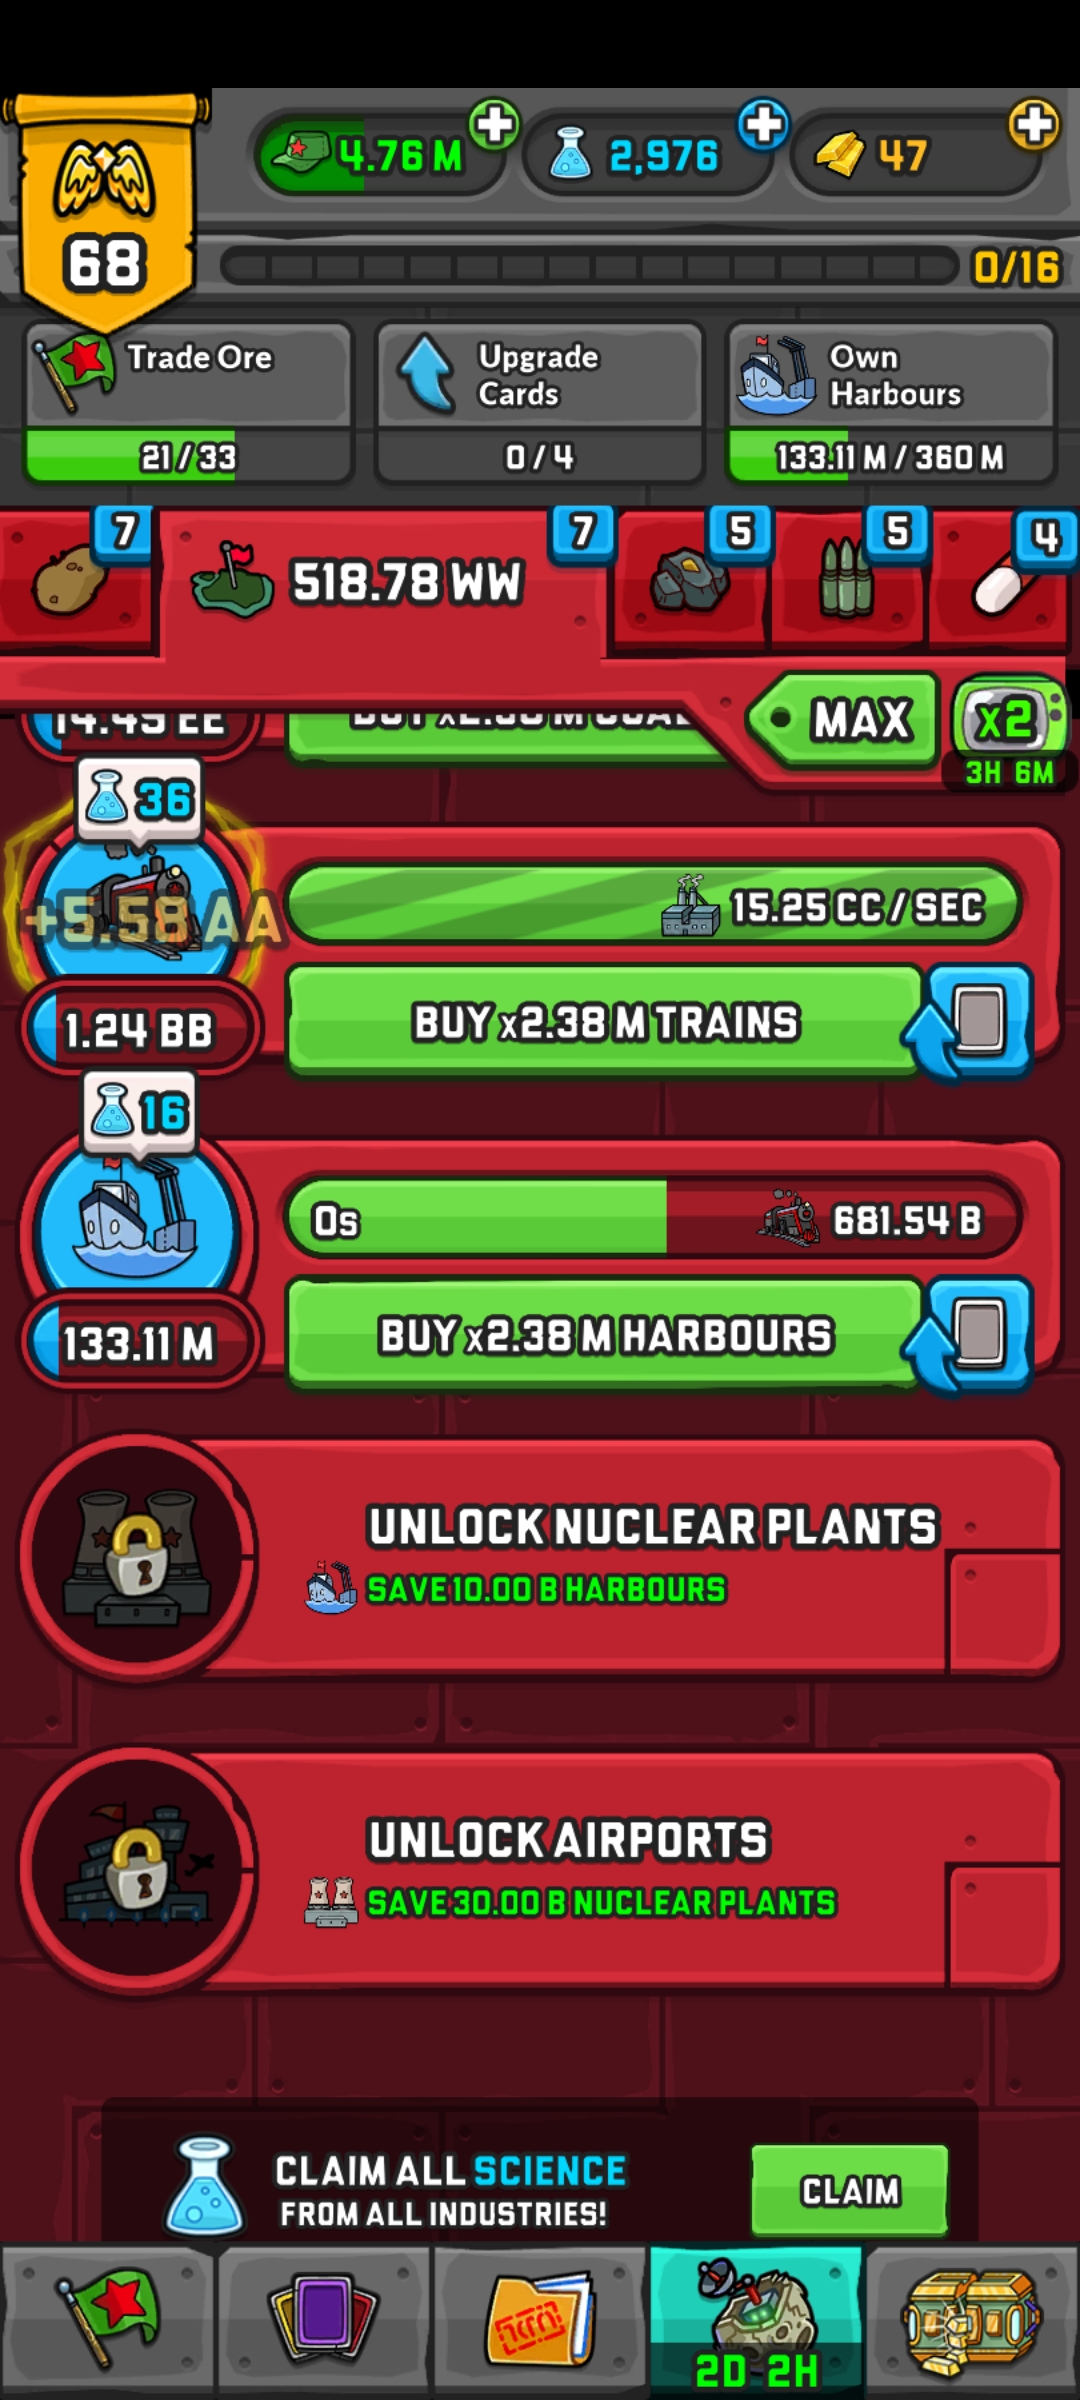 4.76 M
2,976
47
68
0/16
Trade Ore
21 / 33
Upgrade
Cards
0 / 4
Own
Harbours
133.11 M / 360 M
7
518.78 WW
7
5
5
4
MAX
x2
3H 6M
14.45 EE
36
+5.58 AA
15.25 CC / SEC
1.24 BB
BUY x2.38 M TRAINS
16
0s
681.54 B
133.11 M
BUY x2.38 M HARBOURS
UNLOCK NUCLEAR PLANTS
SAVE 10.00 B HARBOURS
UNLOCK AIRPORTS
SAVE 30.00 B NUCLEAR PLANTS
CLAIM ALL SCIENCE
FROM ALL INDUSTRIES!
CLAIM
2D 2H